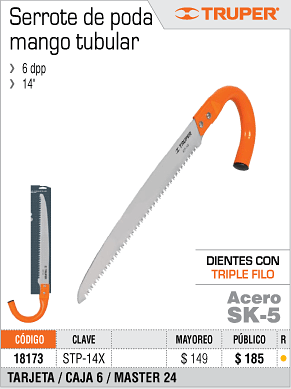 Serrote de poda
mango tubular
TRUPER®
6 dpp
14"
TRUPER
DIENTES CON
TRIPLE FILO
Acero
SK-5
CÓDIGO CLAVE MAYOREO PÚBLICO R
18173 STP-14X $ 149 $ 185
TARJETA / CAJA 6 / MASTER 24